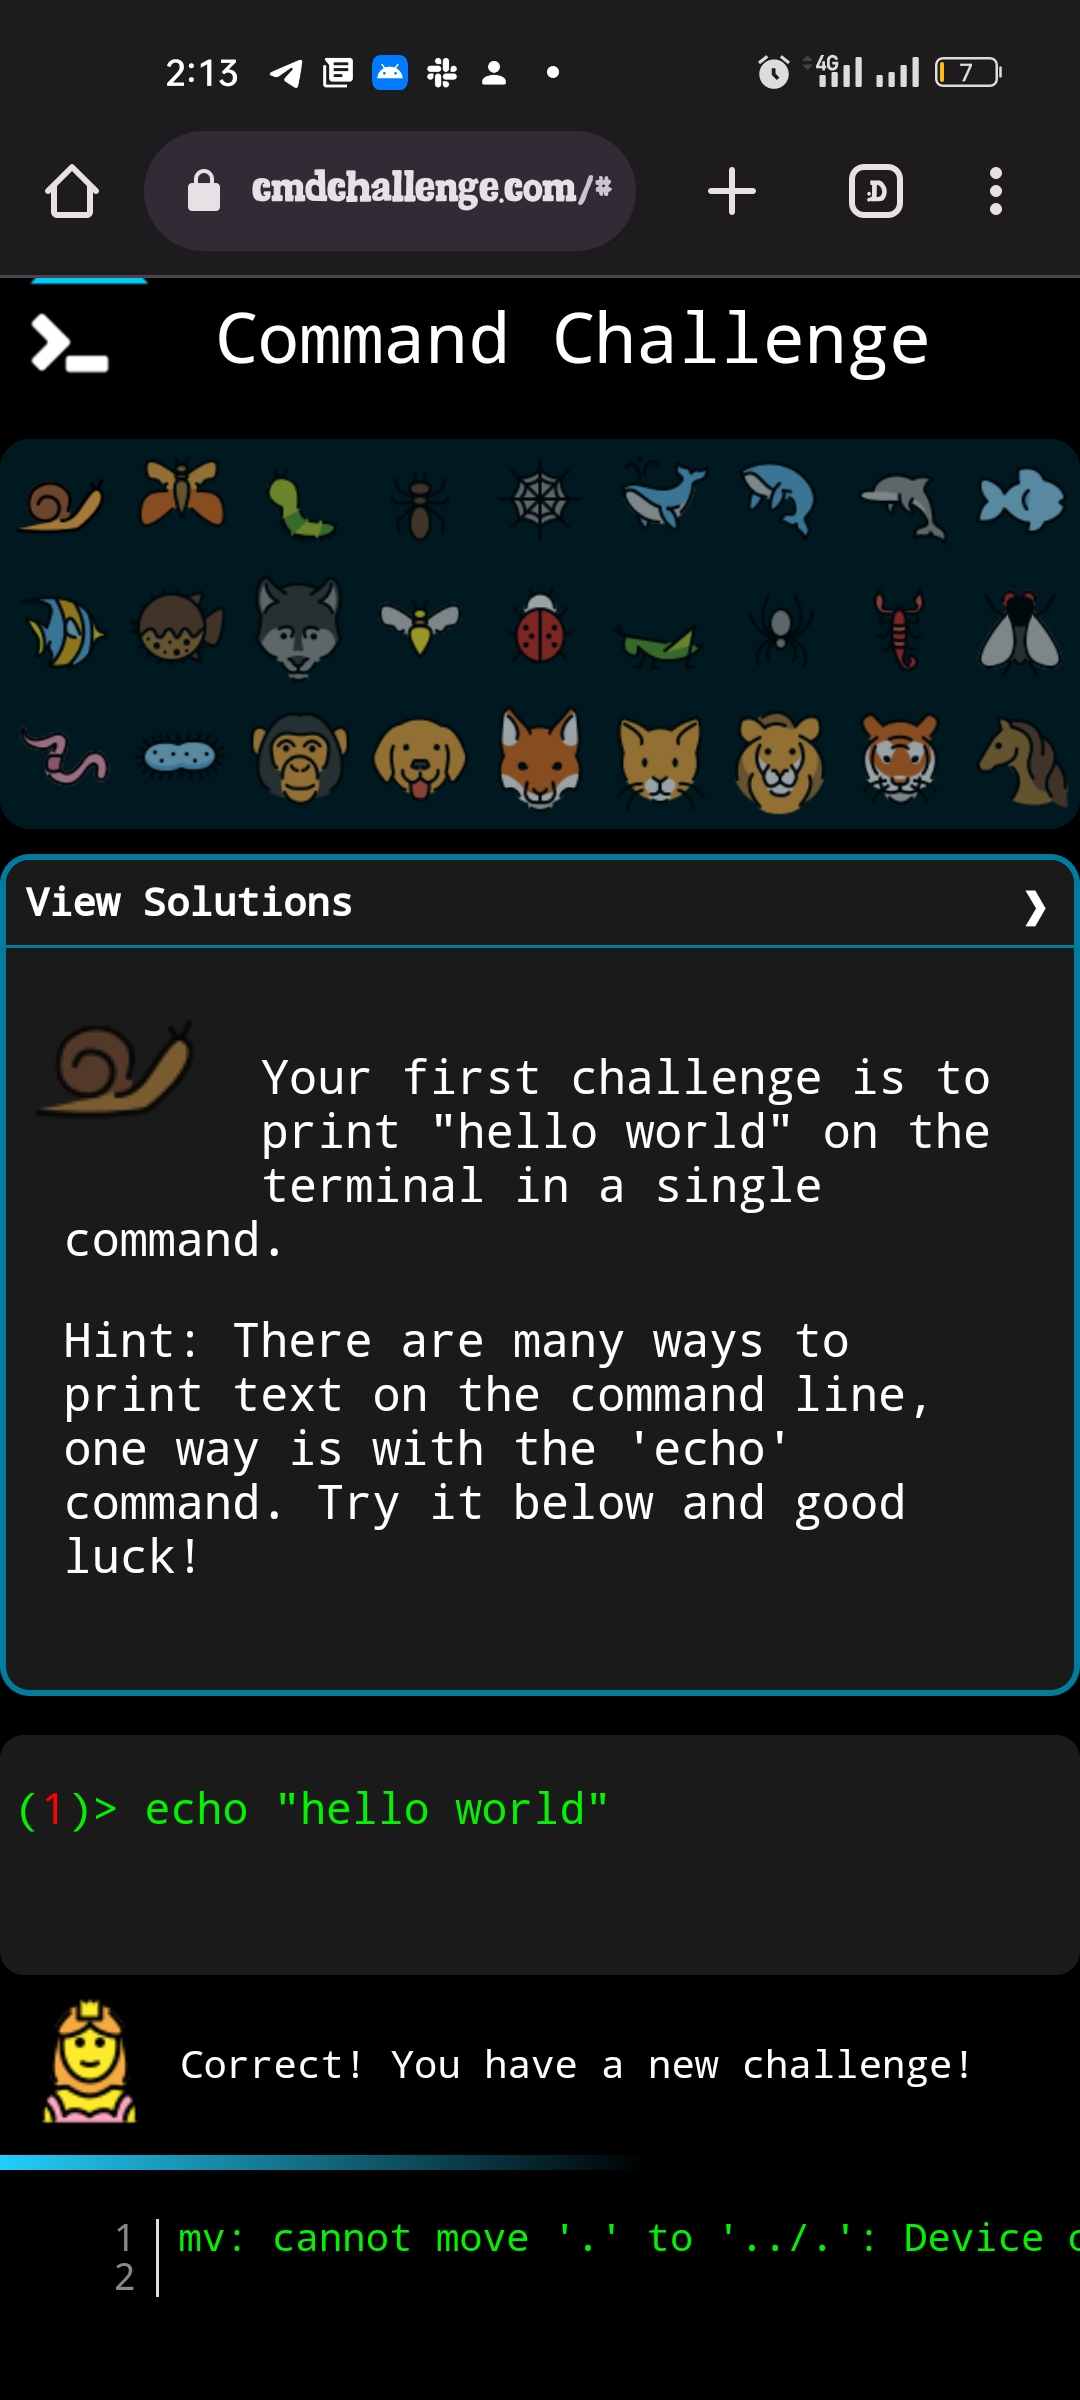 2:13
4G
7
cmdchallenge.com/#
:D
Command Challenge
View Solutions
Your first challenge is to
print "hello world" on the
terminal in a single
command.
Hint: There are many ways to
print text on the command line,
one way is with the 'echo'
command. Try it below and good
luck!
(1)> echo "hello world"
Correct! You have a new challenge!
1 mv: cannot move '.' to '../.': Device
2